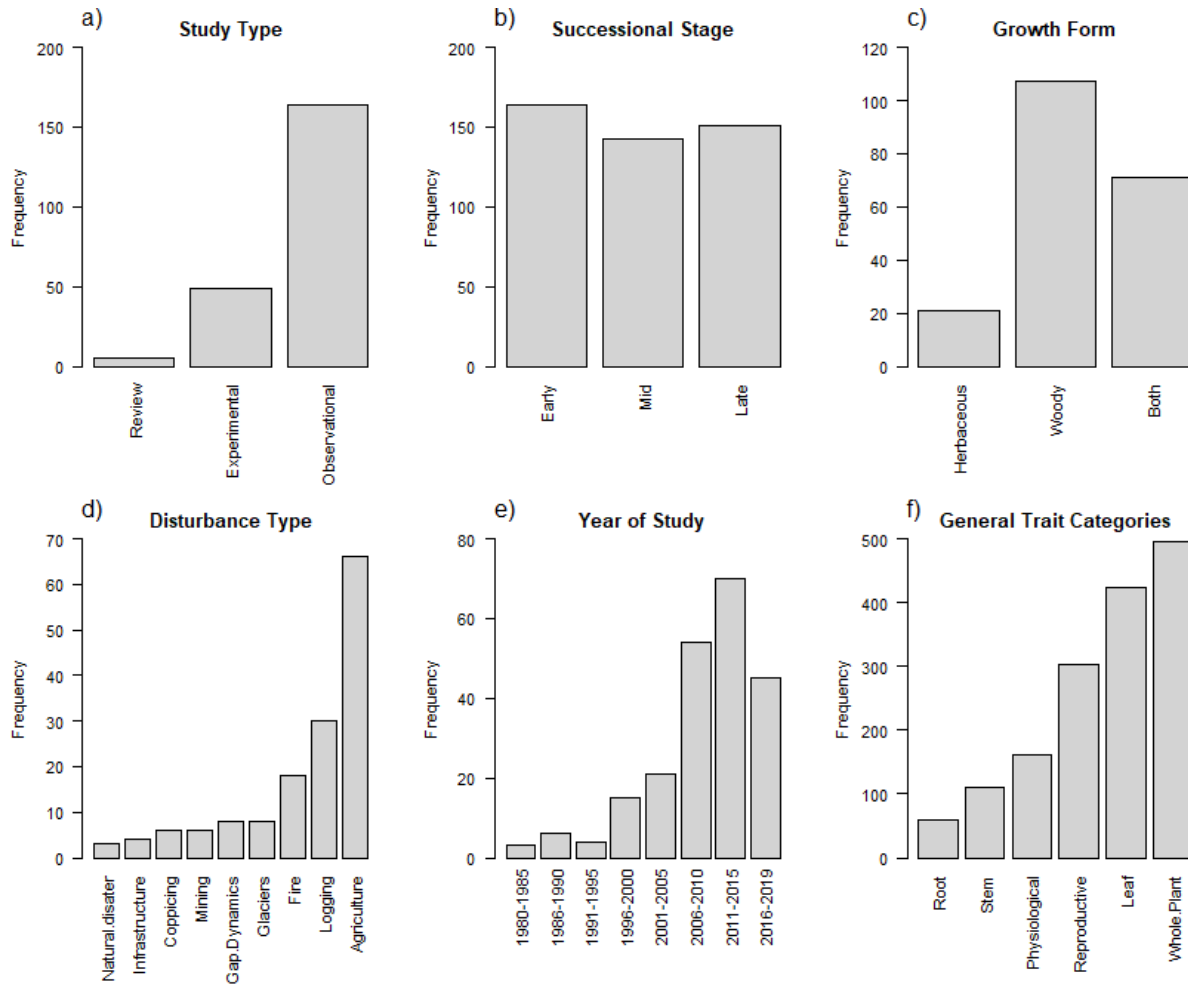 a)
Study Type
Frequency
200
150
100
50
0
Review
Experimental
Observational
b)
Successional Stage
Frequency
200
150
100
50
0
Early
Mid
Late
c)
Growth Form
Frequency
120
100
80
60
40
20
0
Herbaceous
Woody
Both
d)
Disturbance Type
Frequency
70
60
50
40
30
20
10
0
Natural.disater
Infrastructure
Coppicing
Mining
Gap.Dynamics
Glaciers
Fire
Logging
Agriculture
e)
Year of Study
Frequency
80
60
40
20
0
1980-1985
1986-1990
1991-1995
1996-2000
2001-2005
2006-2010
2011-2015
2016-2019
f)
General Trait Categories
Frequency
500
400
300
200
100
0
Root
Stem
Physiological
Reproductive
Leaf
Whole.Plant